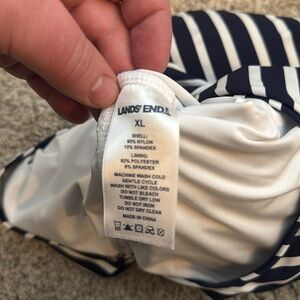 LANDS' END
XL
SHELL:
NYLON
15% SPANDEX
LINING:
92% POLYESTER
8% SPANDEX
MACHINE WASH COLD
GENTLE CYCLE
WASH WITH LIKE COLORS
DO NOT BLEACH
TUMBLE DRY LOW
DO NOT IRON
DO NOT DRY CLEAN
MADE IN CHINA